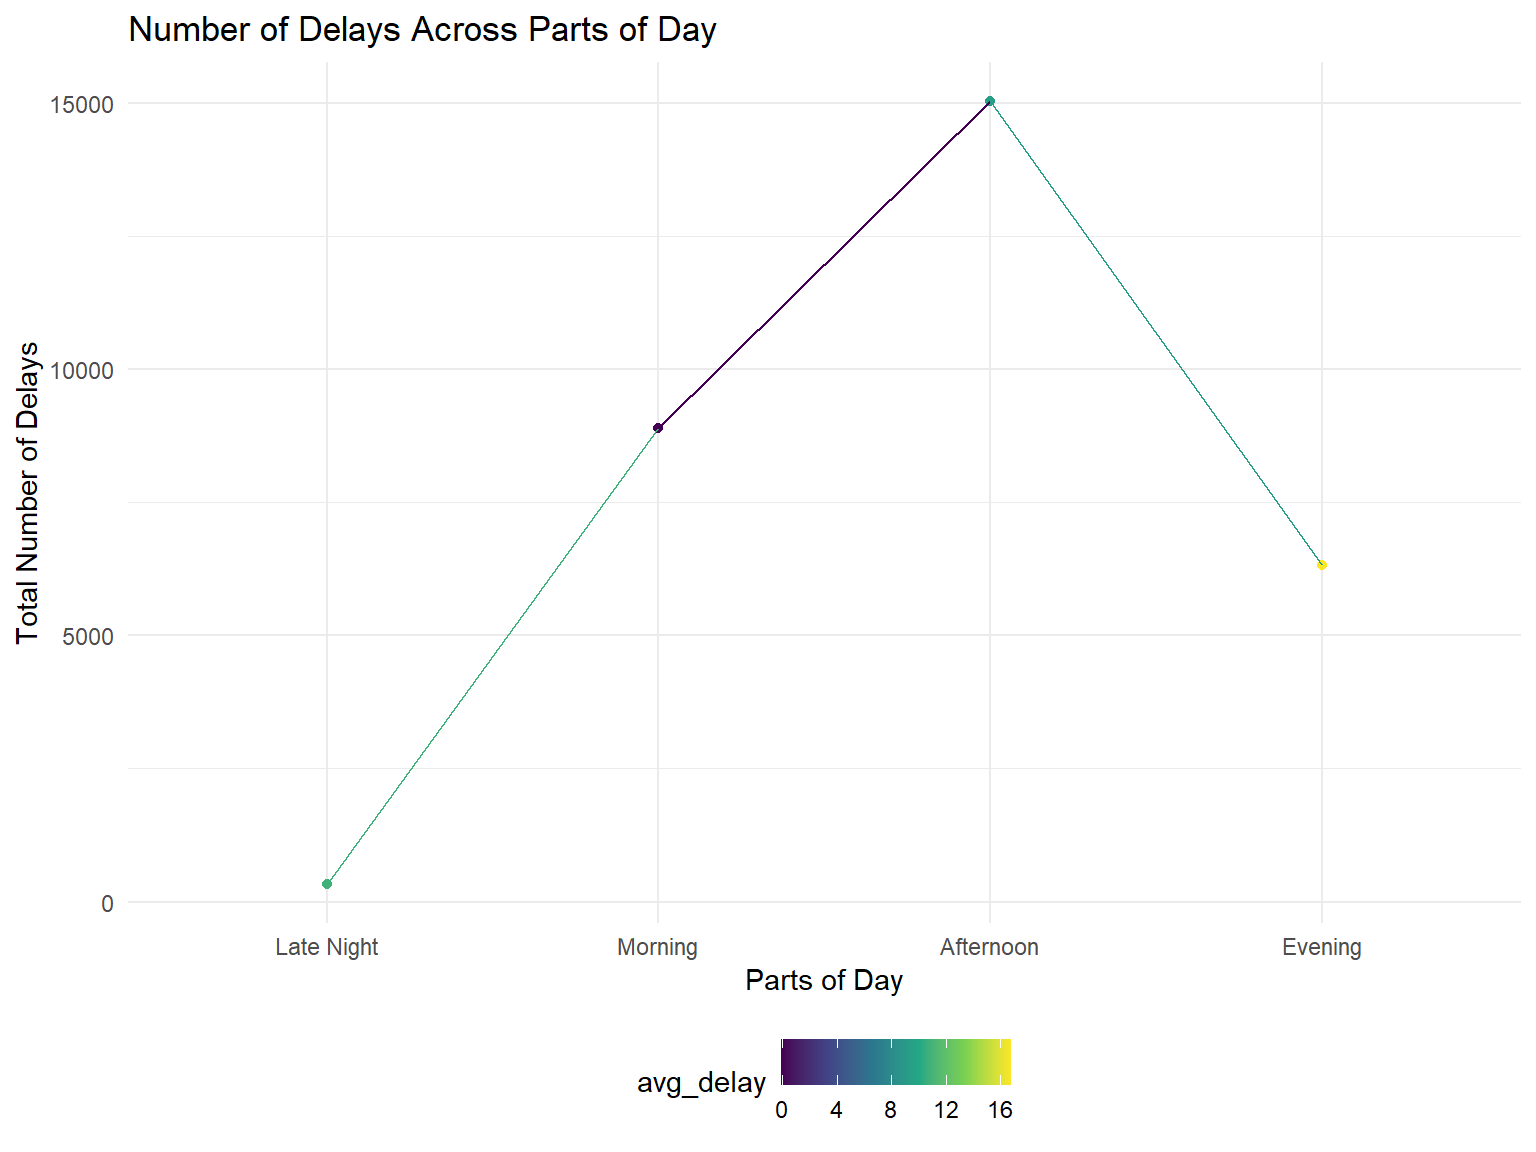 Number of Delays Across Parts of Day
Total Number of Delays
15000
10000
5000
0
Late Night Morning Afternoon Evening
Parts of Day
avg_delay
0 4 8 12 16